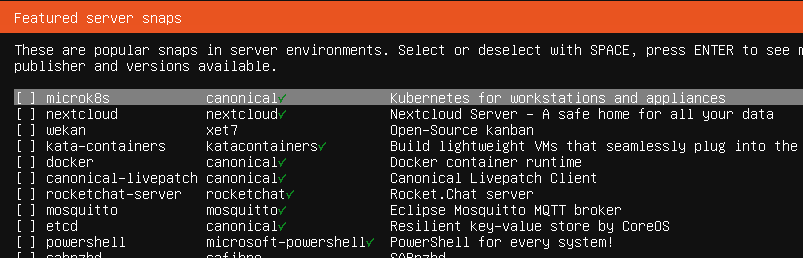 Featured server snaps
These are popular snaps in server environments. Select or deselect with SPACE, press ENTER to see
publisher and versions available.
[ ] microk8s canonical✓ Kubernetes for workstations and appliances
[ ] nextcloud nextcloud✓ Nextcloud Server - A safe home for all your data
[ ] wekan xet7 Open-Source kanban
[ ] kata-containers katacontainers✓ Build lightweight VMs that seamlessly plug into the
[ ] docker canonical✓ Docker container runtime
[ ] canonical-livepatch canonical✓ Canonical Livepatch Client
[ ] rocketchat-server rocketchat✓ Rocket.Chat server
[ ] mosquitto mosquitto✓ Eclipse Mosquitto MQTT broker
[ ] etcd canonical✓ Resilient key-value store by CoreOS
[ ] powershell microsoft-powershell✓ PowerShell for every system!